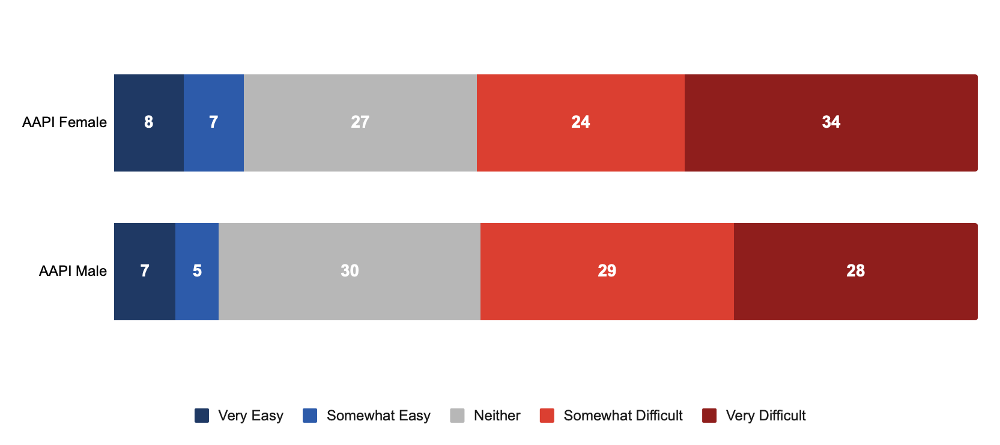 AAPI Female 8 7 27 24 34
AAPI Male 7 5 30 29 28
Very Easy Somewhat Easy Neither Somewhat Difficult Very Difficult